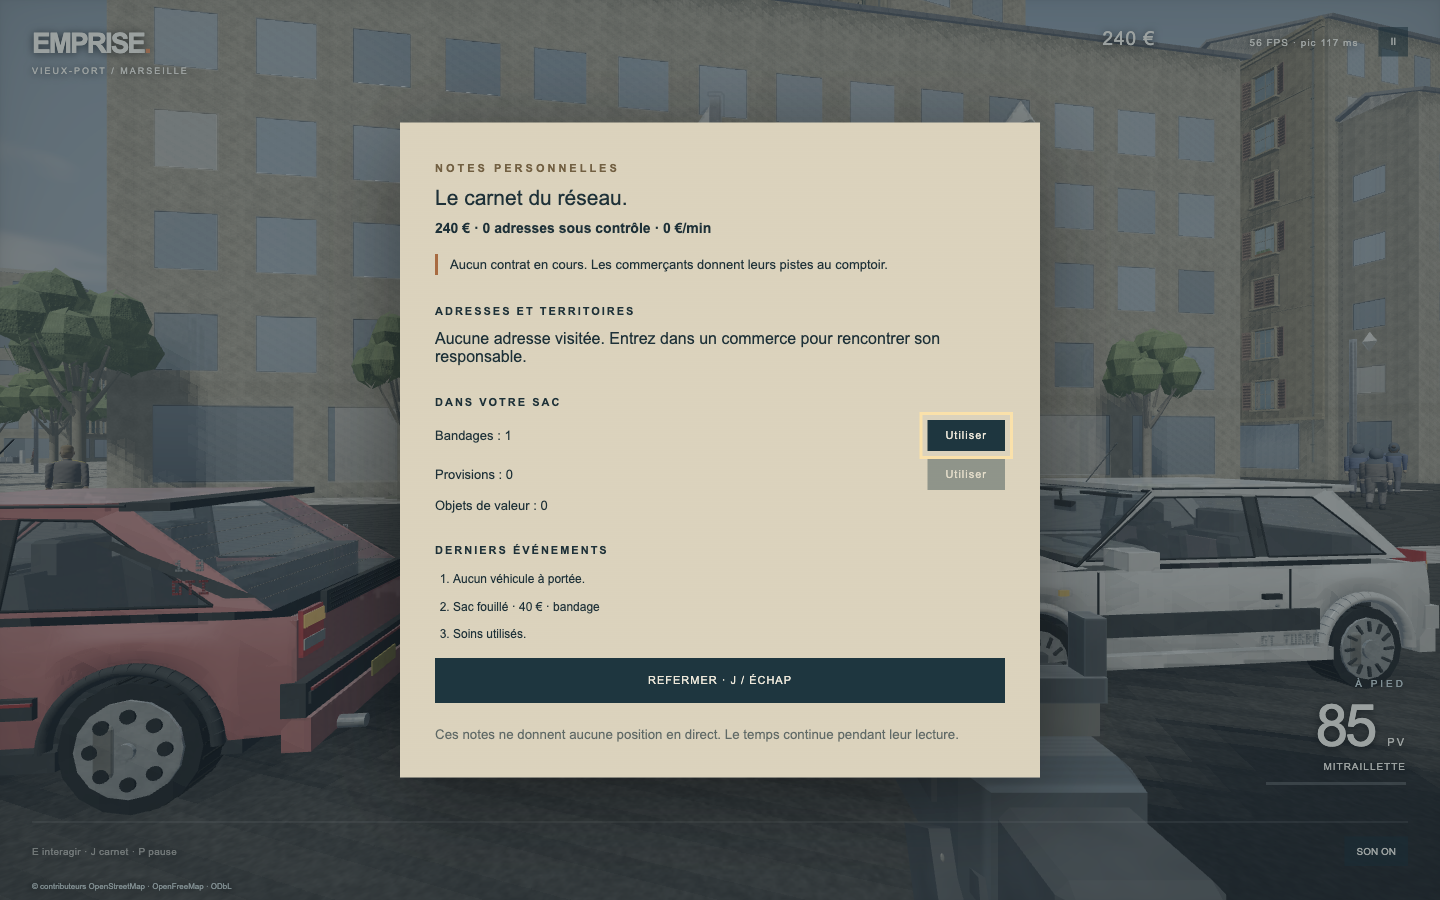 EMPRISE.
VIEUX-PORT / MARSEILLE
240 €
56 FPS · pic 117 ms
II
NOTES PERSONNELLES
Le carnet du réseau.
240 € · 0 adresses sous contrôle · 0 €/min
Aucun contrat en cours. Les commerçants donnent leurs pistes au comptoir.
ADRESSES ET TERRITOIRES
Aucune adresse visitée. Entrez dans un commerce pour rencontrer son
responsable.
DANS VOTRE SAC
Bandages : 1
Utiliser
Provisions : 0
Utiliser
Objets de valeur : 0
DERNIERS ÉVÉNEMENTS
1. Aucun véhicule à portée.
2. Sac fouillé · 40 € · bandage
3. Soins utilisés.
REFERMER · J / ÉCHAP
Ces notes ne donnent aucune position en direct. Le temps continue pendant leur lecture.
À PIED
85 PV
MITRAILLETTE
E interagir · J carnet · P pause
SON ON
© contributeurs OpenStreetMap · OpenFreeMap · ODbL